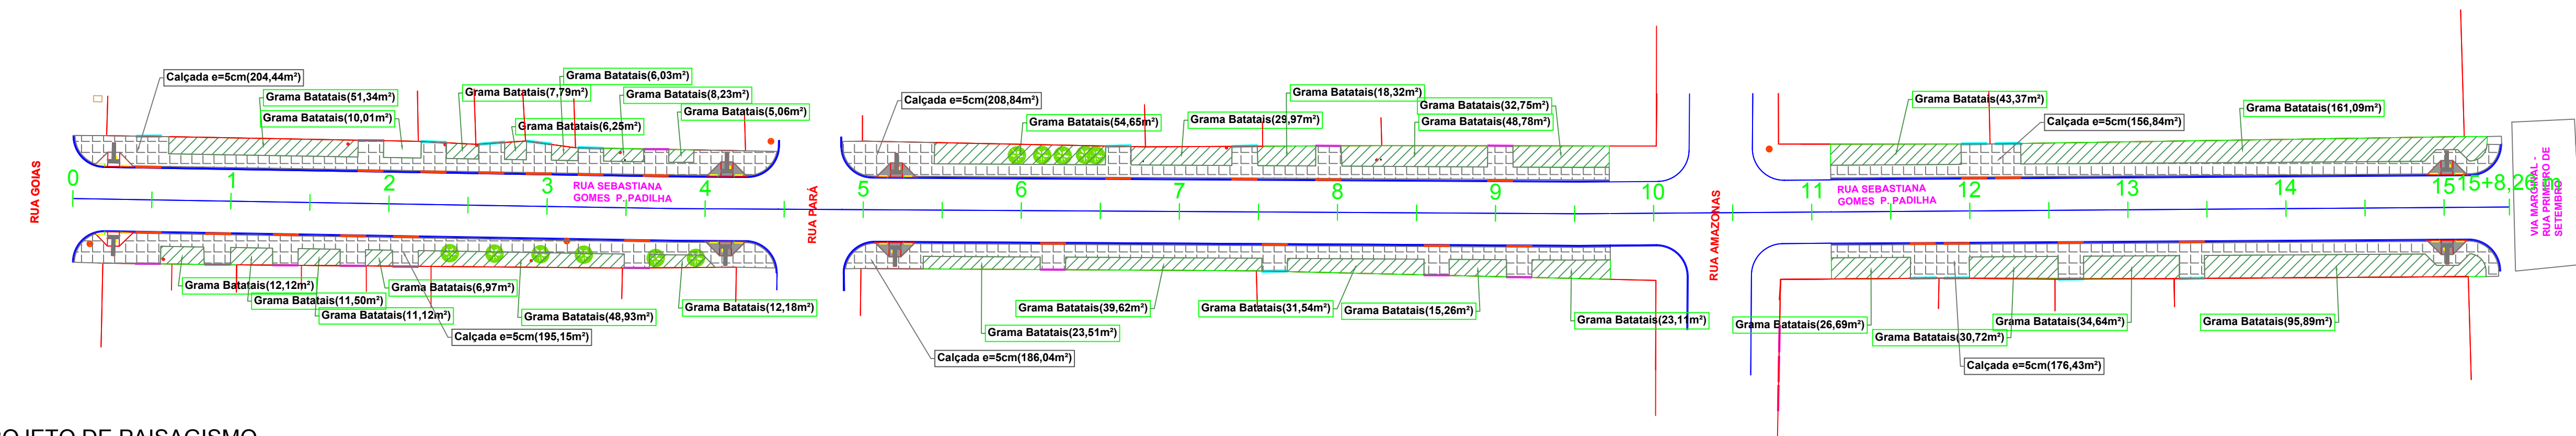 Calçada e=5cm(204,44m²)
Grama Batatais(51,34m²)
Grama Batatais(10,01m²)
Grama Batatais(7,79m²)
Grama Batatais(6,03m²)
Grama Batatais(6,25m²)
Grama Batatais(8,23m²)
Grama Batatais(5,06m²)
Calçada e=5cm(208,84m²)
Grama Batatais(54,65m²)
Grama Batatais(29,97m²)
Grama Batatais(18,32m²)
Grama Batatais(32,75m²)
Grama Batatais(48,78m²)
Grama Batatais(43,37m²)
Calçada e=5cm(156,84m²)
Grama Batatais(161,09m²)
RUA GOIAS
0 1 2 3 4 5 6 7 8 9 10 11 12 13 14 15
RUA SEBASTIANA
GOMES P. PADILHA
RUA PARÁ
RUA AMAZONAS
RUA SEBASTIANA
GOMES P. PADILHA
VIA MARGINAL -
RUA PRIMEIRO DE
SETEMBRO
Grama Batatais(12,12m²)
Grama Batatais(11,50m²)
Grama Batatais(11,12m²)
Grama Batatais(6,97m²)
Calçada e=5cm(195,15m²)
Grama Batatais(48,93m²)
Grama Batatais(12,18m²)
Calçada e=5cm(186,04m²)
Grama Batatais(23,51m²)
Grama Batatais(39,62m²)
Grama Batatais(31,54m²)
Grama Batatais(15,26m²)
Grama Batatais(23,11m²)
Grama Batatais(26,69m²)
Grama Batatais(30,72m²)
Calçada e=5cm(176,43m²)
Grama Batatais(34,64m²)
Grama Batatais(95,89m²)
OJETO DE PAISAGISMO